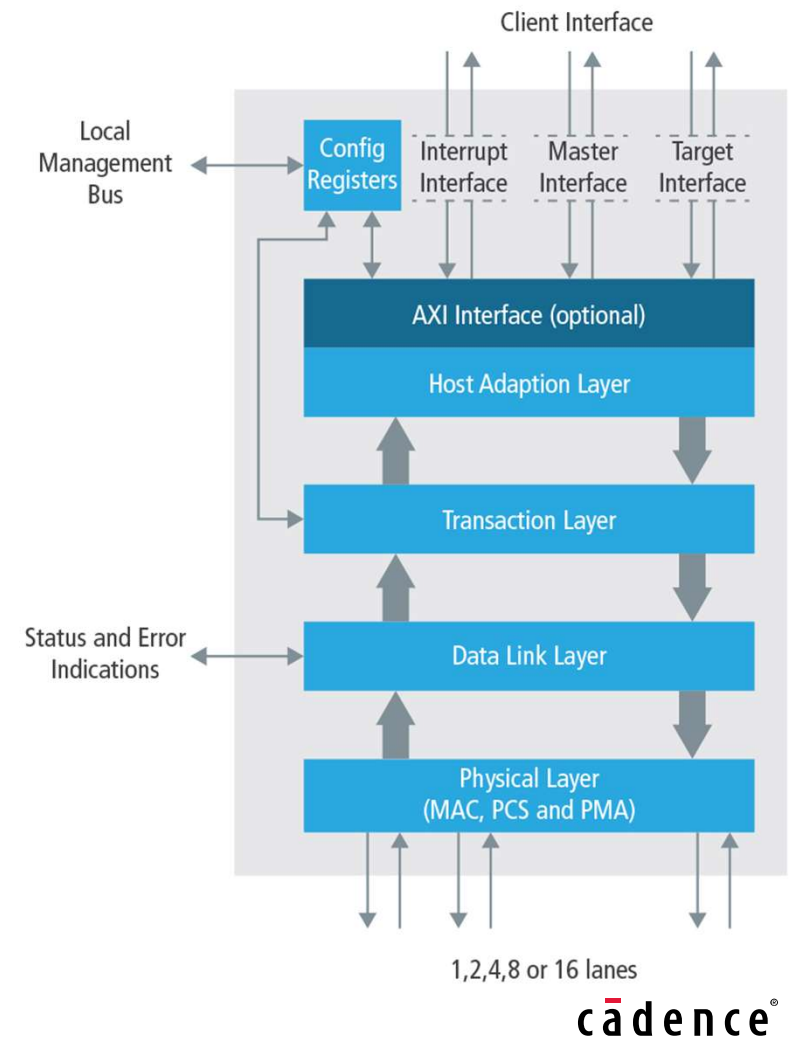 Client Interface
Local
Management
Bus
Config
Registers
Interrupt
Interface
Master
Interface
Target
Interface
AXI Interface (optional)
Host Adaption Layer
Transaction Layer
Status and Error
Indications
Data Link Layer
Physical Layer
(MAC, PCS and PMA)
1,2,4,8 or 16 lanes
cādence®